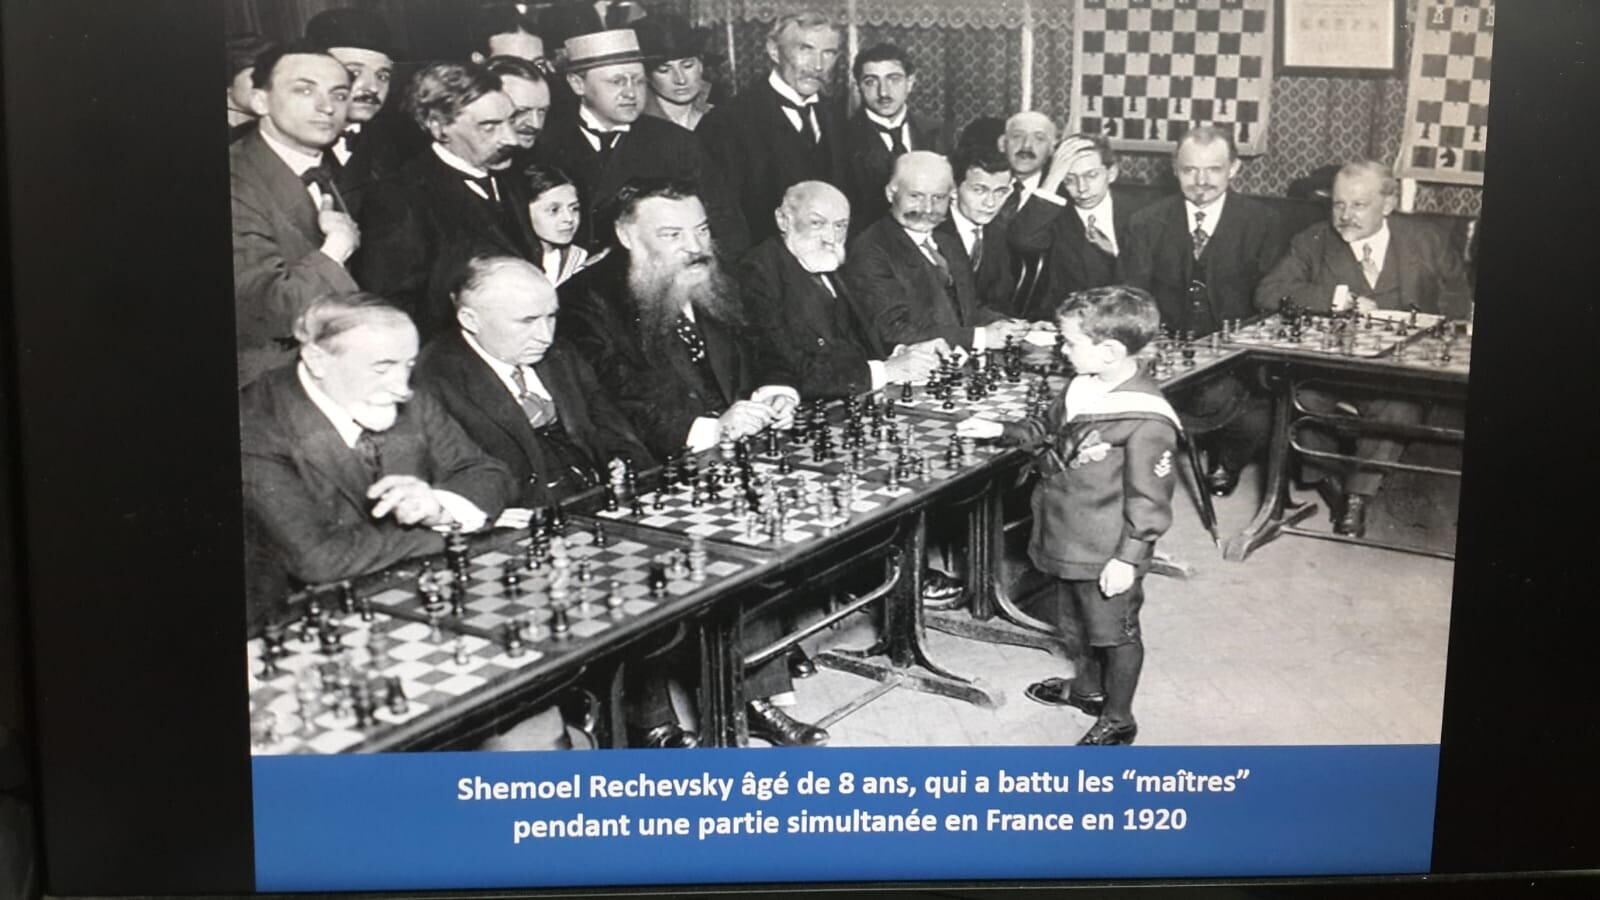 Shemoel Rechevsky âgé de 8 ans, qui a battu les “maîtres”
pendant une partie simultanée en France en 1920